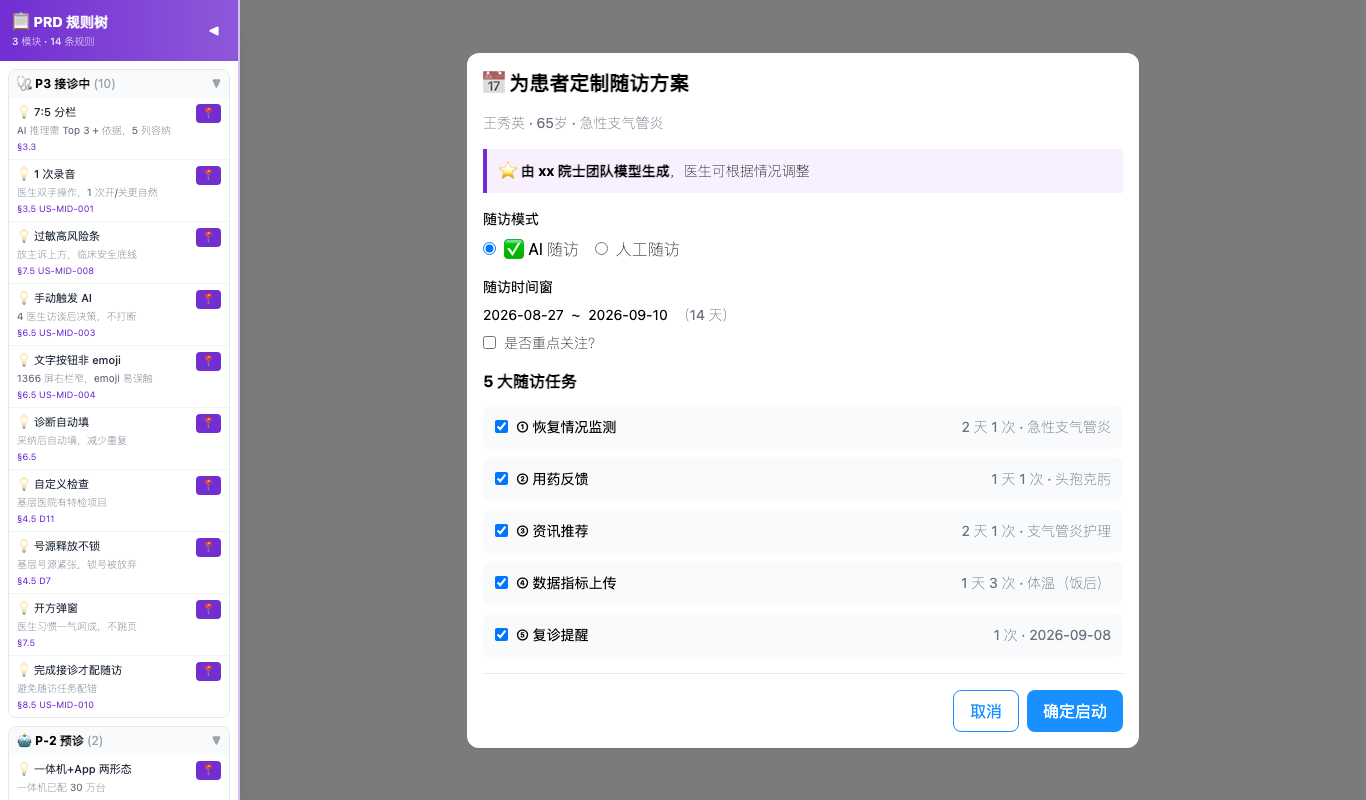 📋 PRD 规则树
3 模块 · 14 条规则
◀
🩺 P3 接诊中 (10) ▼
💡 7:5 分栏
AI 推理需 Top 3 + 依据，5 列容纳
§3.3
💡 1 次录音
医生双手操作，1 次开/关更自然
§3.5 US-MID-001
💡 过敏高风险条
放主诉上方，临床安全底线
§7.5 US-MID-008
💡 手动触发 AI
4 医生访谈后决策，不打断
§6.5 US-MID-003
💡 文字按钮非 emoji
1366 屏右栏窄，emoji 易误触
§6.5 US-MID-004
💡 诊断自动填
采纳后自动填，减少重复
§6.5
💡 自定义检查
基层医院有特检项目
§4.5 D11
💡 号源释放不锁
基层号源紧张，锁号被放弃
§4.5 D7
💡 开方弹窗
医生习惯一气呵成，不跳页
§7.5
💡 完成接诊才配随访
避免随访任务配错
§8.5 US-MID-010
🤖 P-2 预诊 (2) ▼
💡 一体机+App 两形态
一体机已配 30 万台
📅 为患者定制随访方案
王秀英 · 65岁 · 急性支气管炎
⭐ 由 xx 院士团队模型生成，医生可根据情况调整
随访模式
✅ AI 随访 人工随访
随访时间窗
2026-08-27 ~ 2026-09-10 （14 天）
是否重点关注?
5 大随访任务
① 恢复情况监测 2 天 1 次 · 急性支气管炎
② 用药反馈 1 天 1 次 · 头孢克肟
③ 资讯推荐 2 天 1 次 · 支气管炎护理
④ 数据指标上传 1 天 3 次 · 体温（饭后）
⑤ 复诊提醒 1 次 · 2026-09-08
取消 确定启动